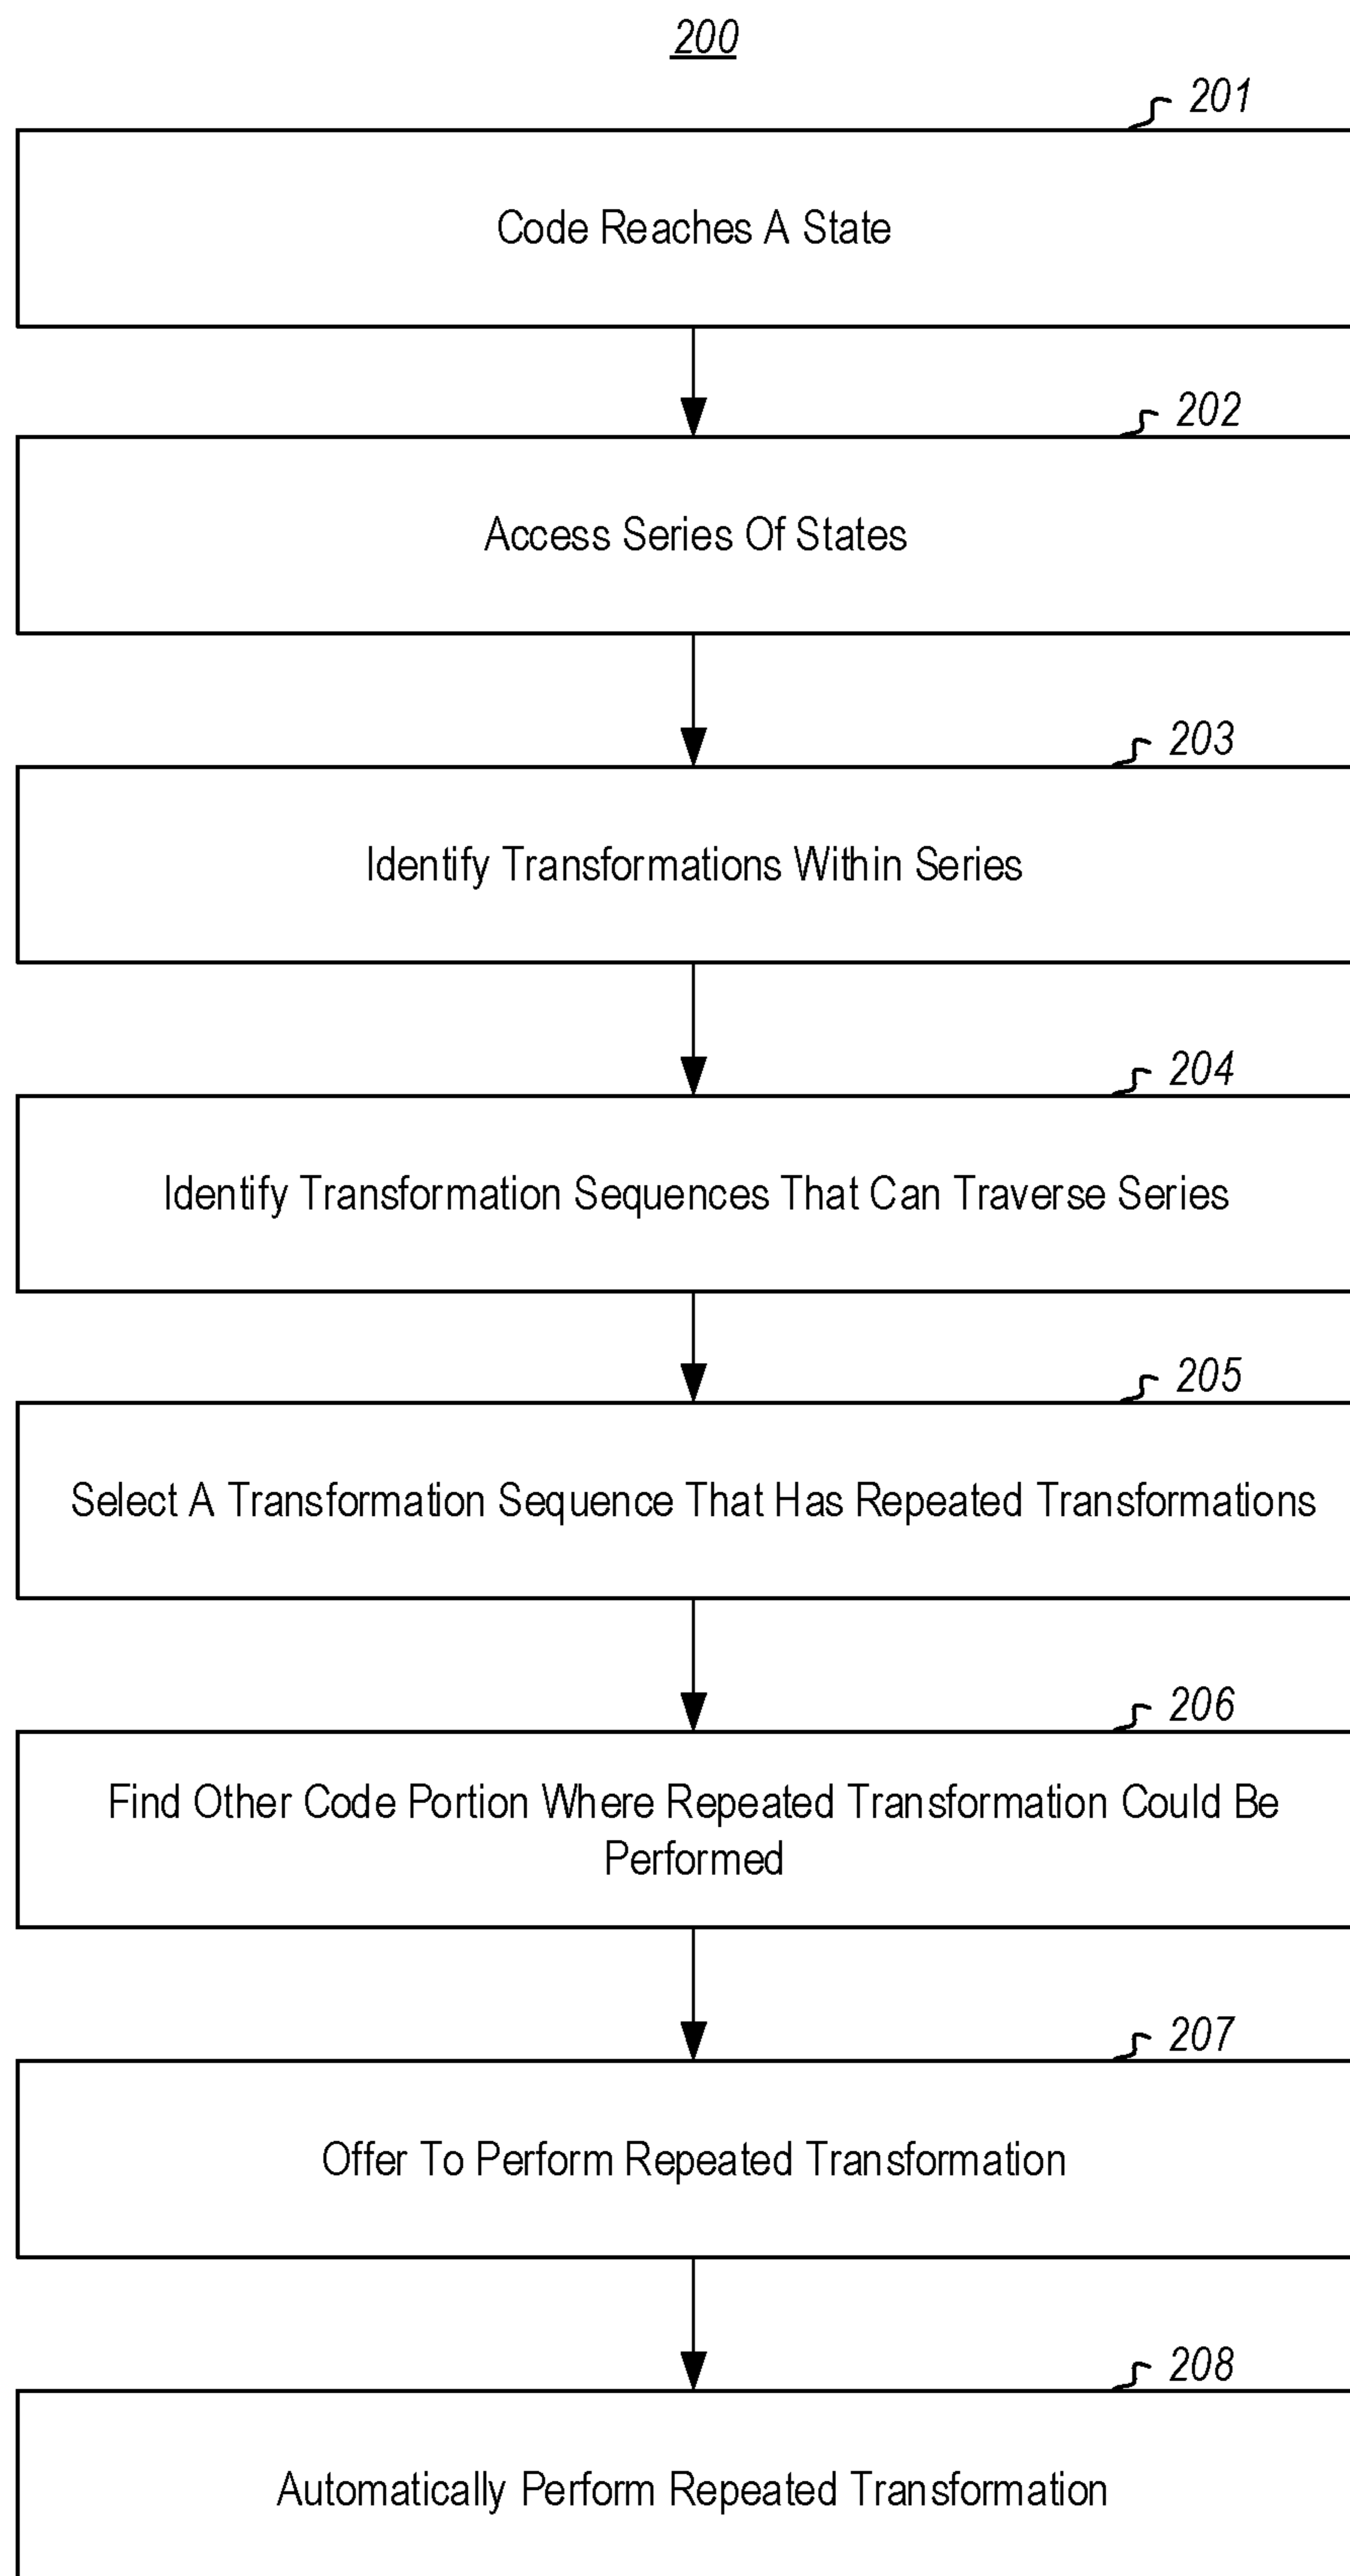 200
201
Code Reaches A State
202
Access Series Of States
203
Identify Transformations Within Series
204
Identify Transformation Sequences That Can Traverse Series
205
Select A Transformation Sequence That Has Repeated Transformations
206
Find Other Code Portion Where Repeated Transformation Could Be
Performed
207
Offer To Perform Repeated Transformation
208
Automatically Perform Repeated Transformation